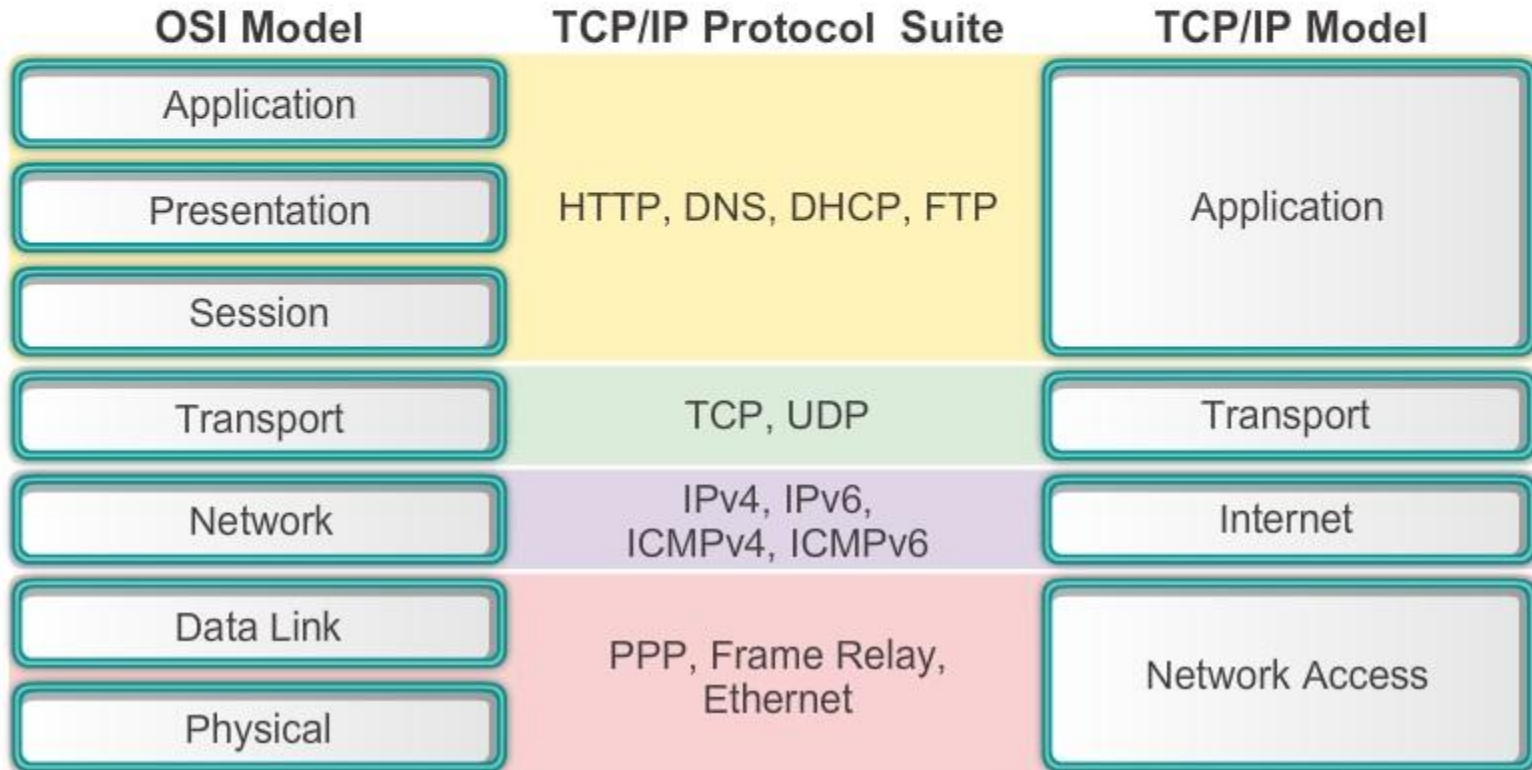 OSI Model
TCP/IP Protocol Suite
TCP/IP Model
Application
Presentation
Session
HTTP, DNS, DHCP, FTP
Application
Transport
TCP, UDP
Transport
Network
IPv4, IPv6,
ICMPv4, ICMPv6
Internet
Data Link
Physical
PPP, Frame Relay,
Ethernet
Network Access